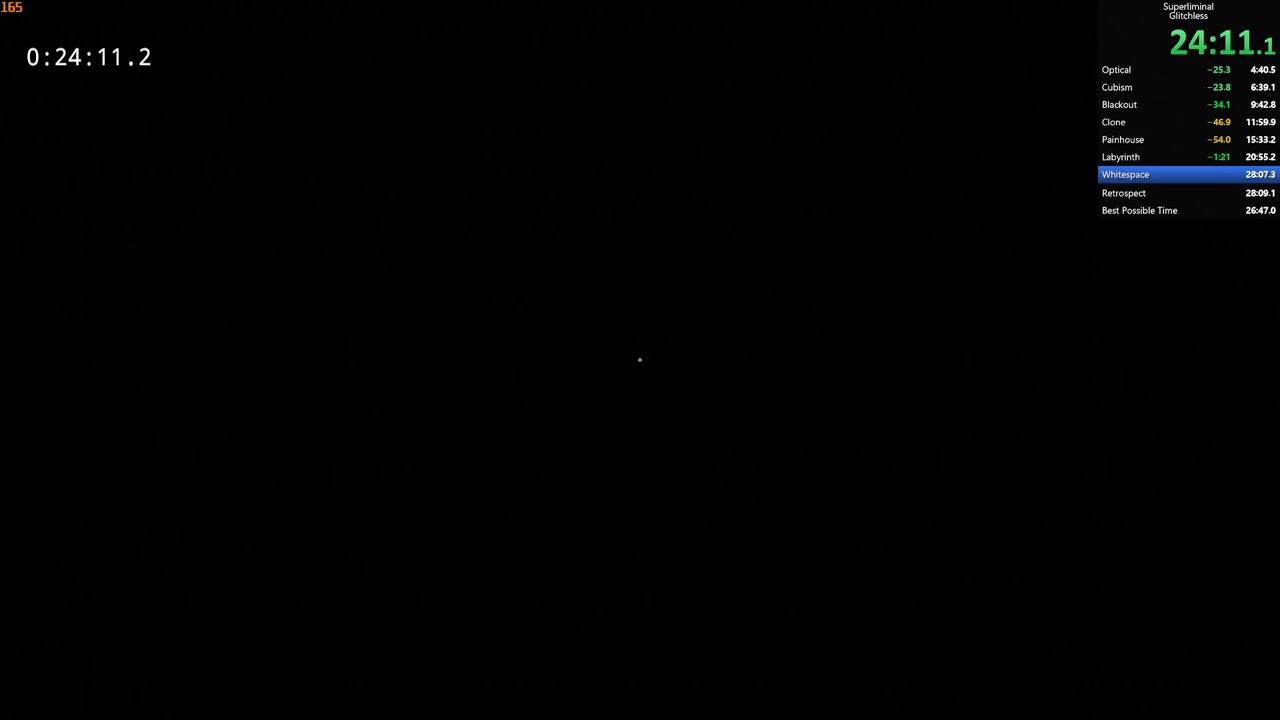 165
0:24:11.2
Superliminal
Glitchless
24:11.1
Optical -25.3 4:40.5
Cubism -23.8 6:39.1
Blackout -34.1 9:42.8
Clone -46.9 11:59.9
Painhouse -54.0 15:33.2
Labyrinth -1:21 20:55.2
Whitespace 28:07.3
Retrospect 28:09.1
Best Possible Time 26:47.0